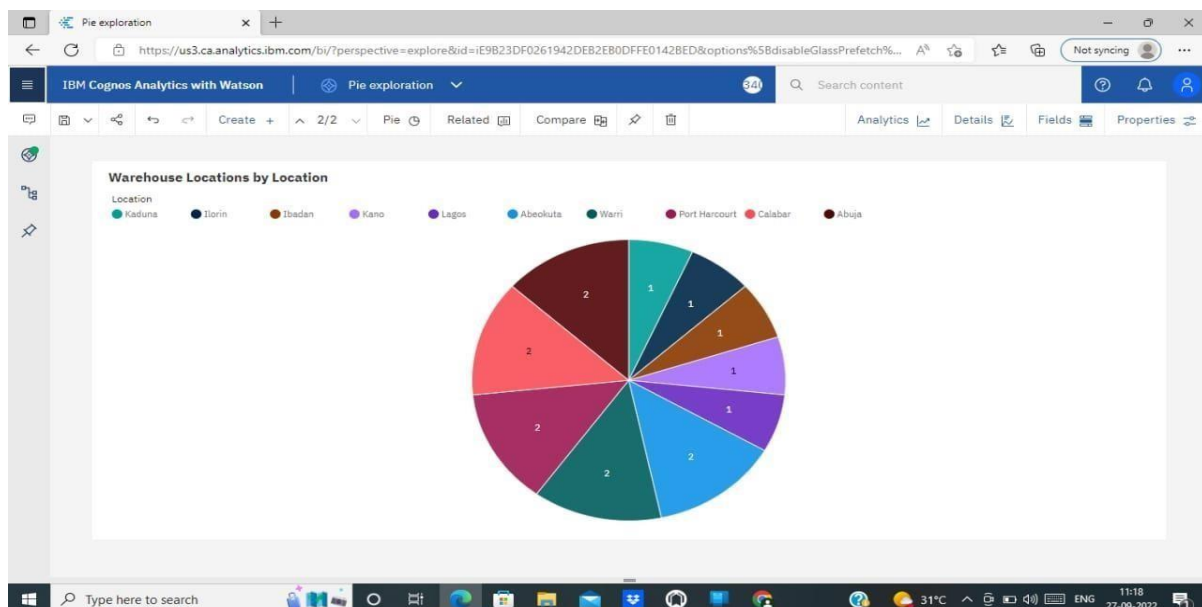 Pie exploration
https://us3.ca.analytics.ibm.com/bi/?perspective=explore&id=iE9B23DF0261942DEB2EB0DFFE0142BED&options%5BdisableGlassPrefetch%... Not syncing
IBM Cognos Analytics with Watson Pie exploration Search content
Create + 2/2 Pie Related Compare Analytics Details Fields Properties
Warehouse Locations by Location
Location
Kaduna Ilorin Ibadan Kano Lagos Abeokuta Warri Port Harcourt Calabar Abuja
2 1
1
1
2
1
1
2
2
2
Type here to search 31°C ENG 11:18
27-09-2022